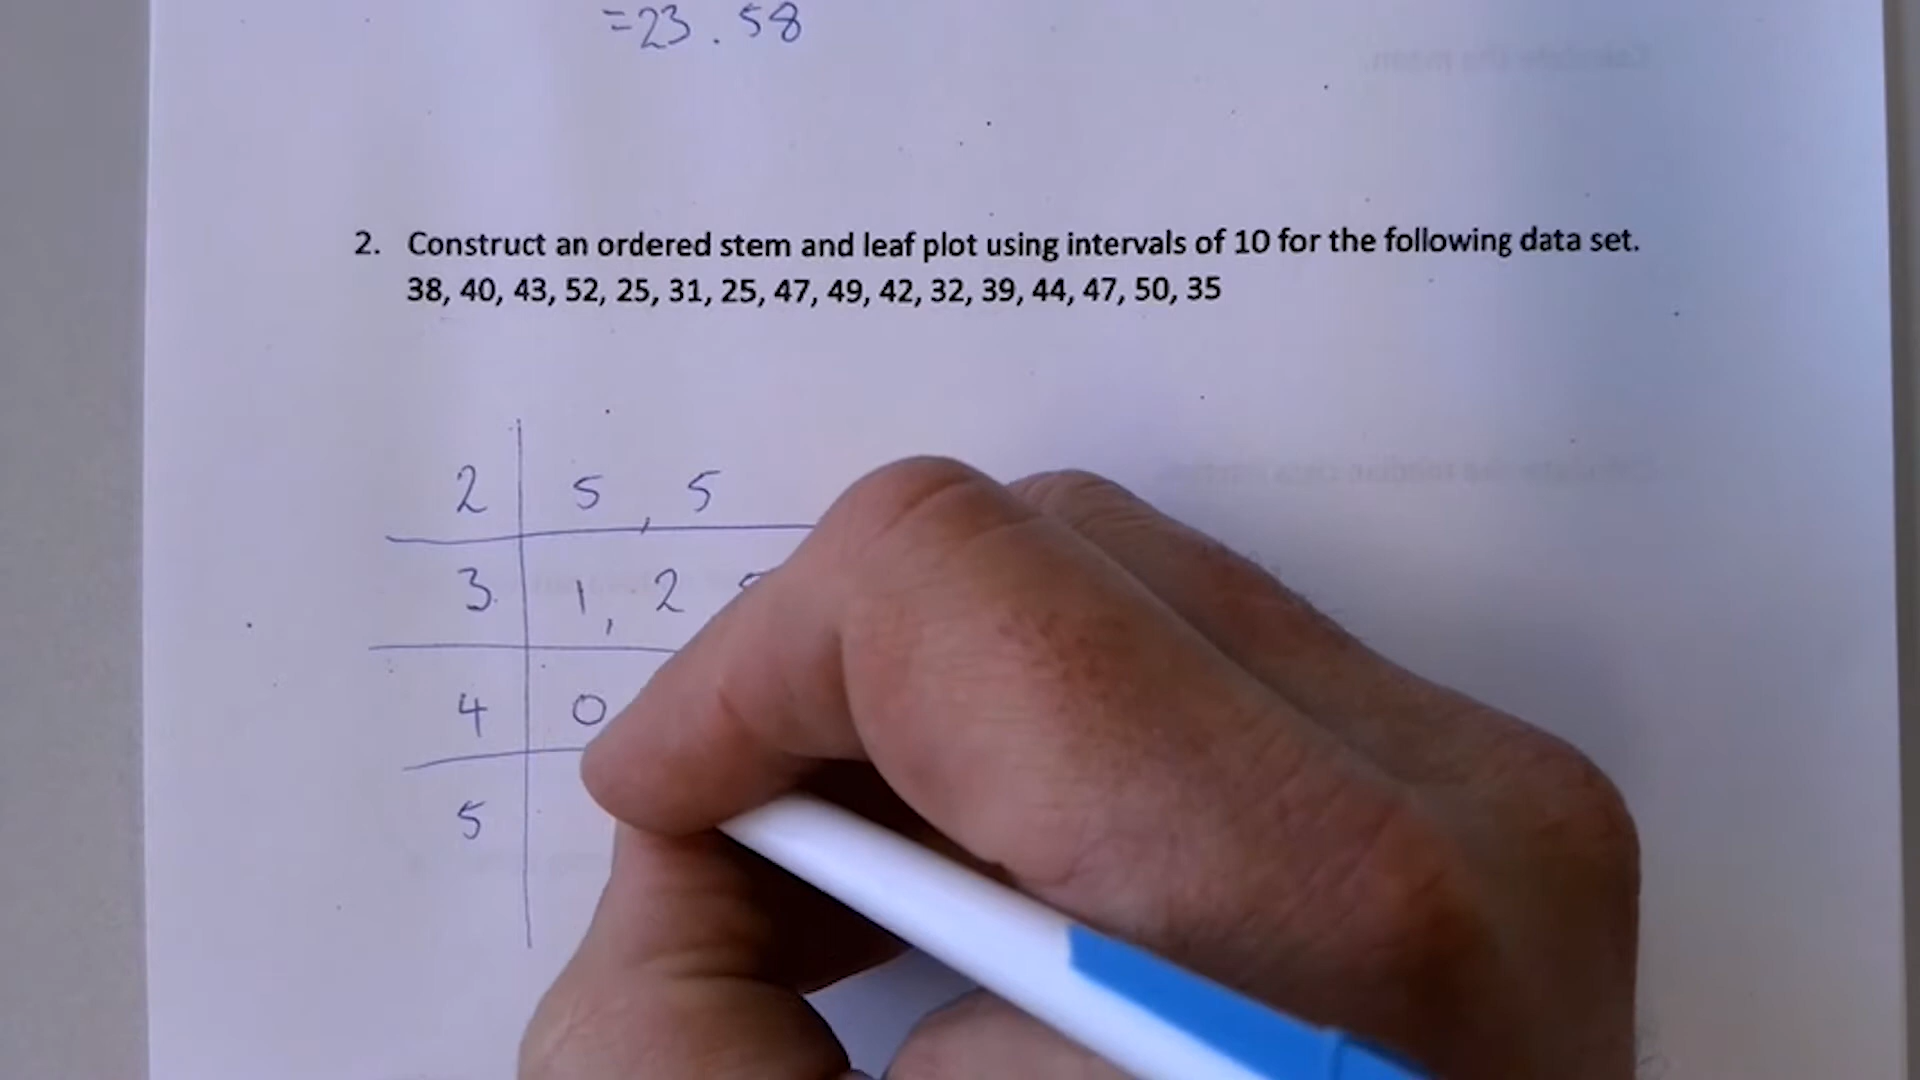 =23.58
2. Construct an ordered stem and leaf plot using intervals of 10 for the following data set.
38, 40, 43, 52, 25, 31, 25, 47, 49, 42, 32, 39, 44, 47, 50, 35
2 5, 5
3 1, 2
4 0
5